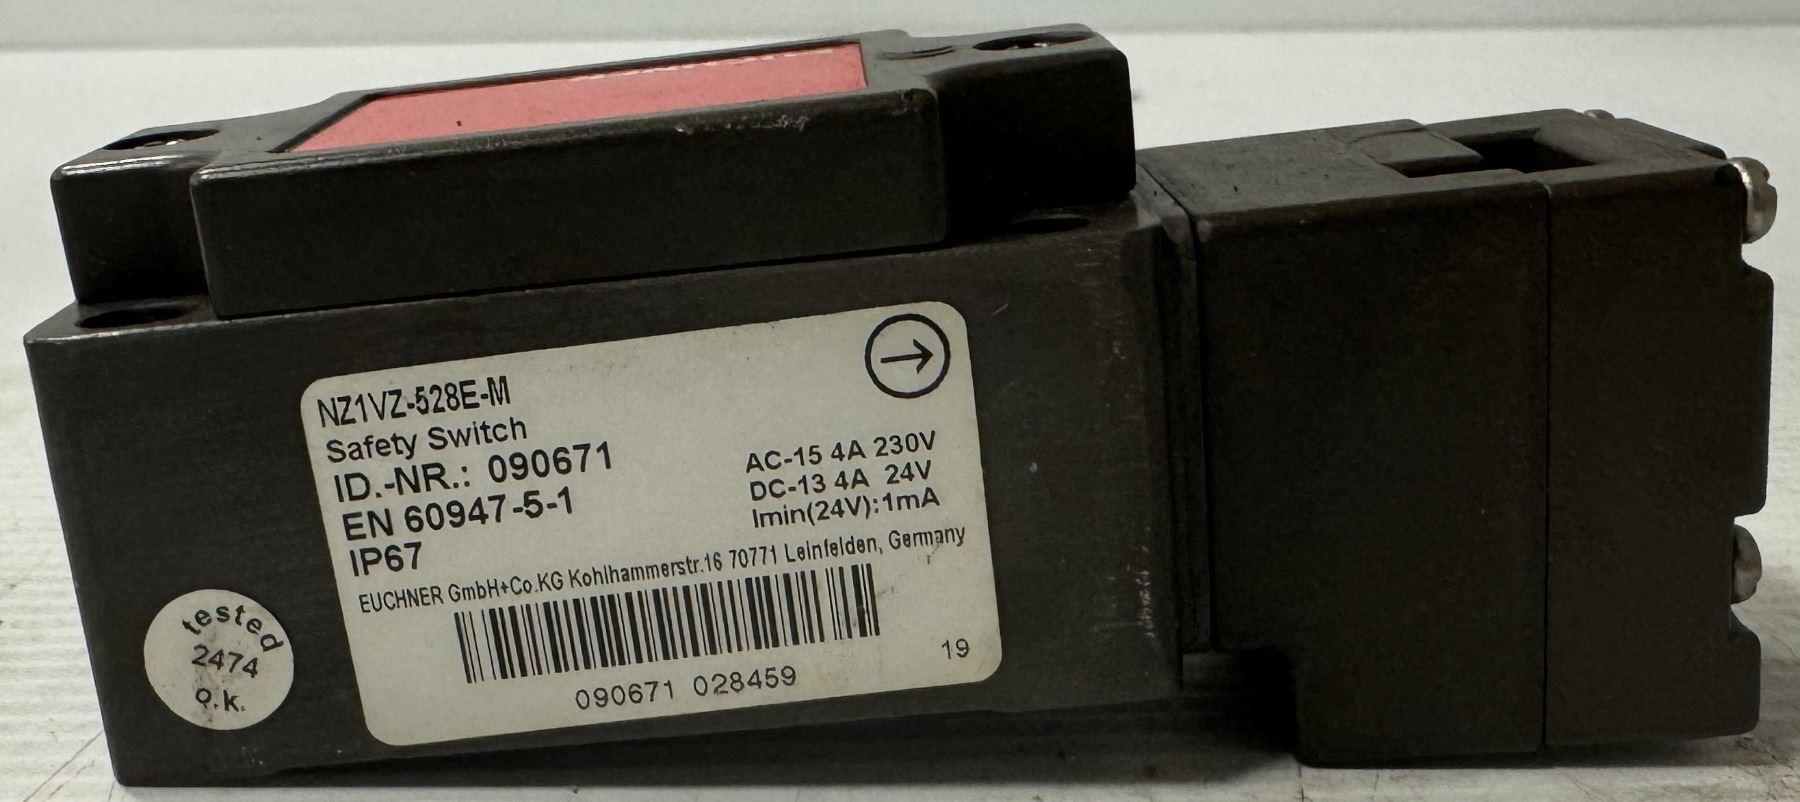 NZ1VZ-528E-M
Safety Switch
ID.-NR.: 090671
EN 60947-5-1
IP67
AC-15 4A 230V
DC-13 4A 24V
Imin(24V):1mA
EUCHNER GmbH+Co.KG Kohlhammerstr.16 70771 Leinfelden, Germany
090671 028459
19
tested
2474
o.k.